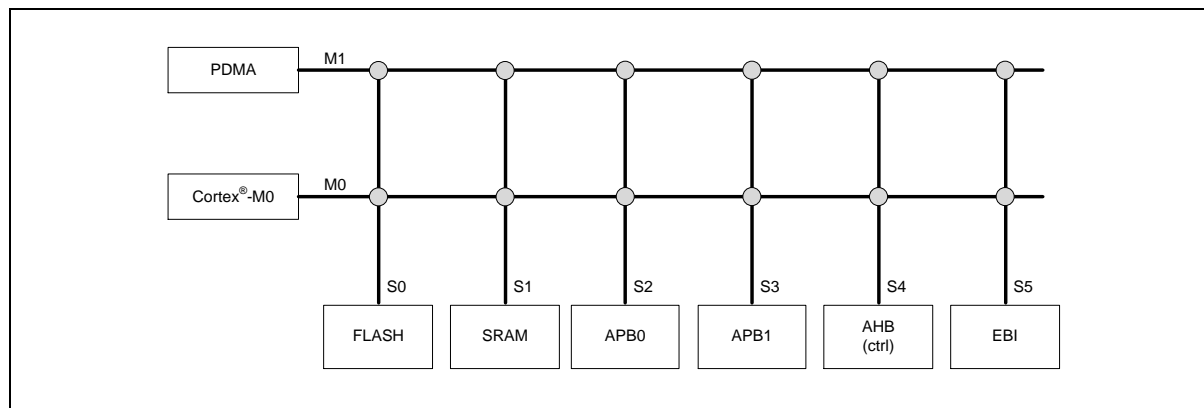 PDMA
M1
Cortex®-M0
M0
S0
S1
S2
S3
S4
S5
FLASH
SRAM
APB0
APB1
AHB
(ctrl)
EBI